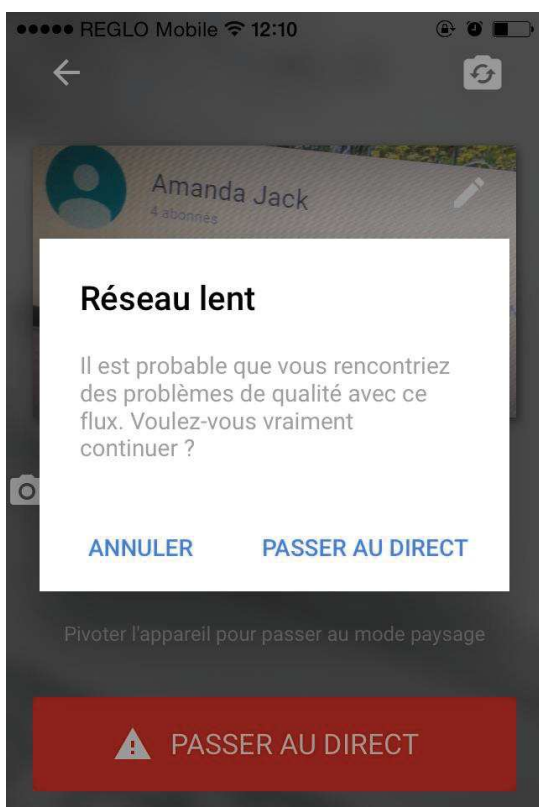 REGLO Mobile 12:10
Amanda Jack
4 abonnés
Réseau lent
Il est probable que vous rencontriez
des problèmes de qualité avec ce
flux. Voulez-vous vraiment
continuer ?
ANNULER PASSER AU DIRECT
Pivoter l'appareil pour passer au mode paysage
PASSER AU DIRECT